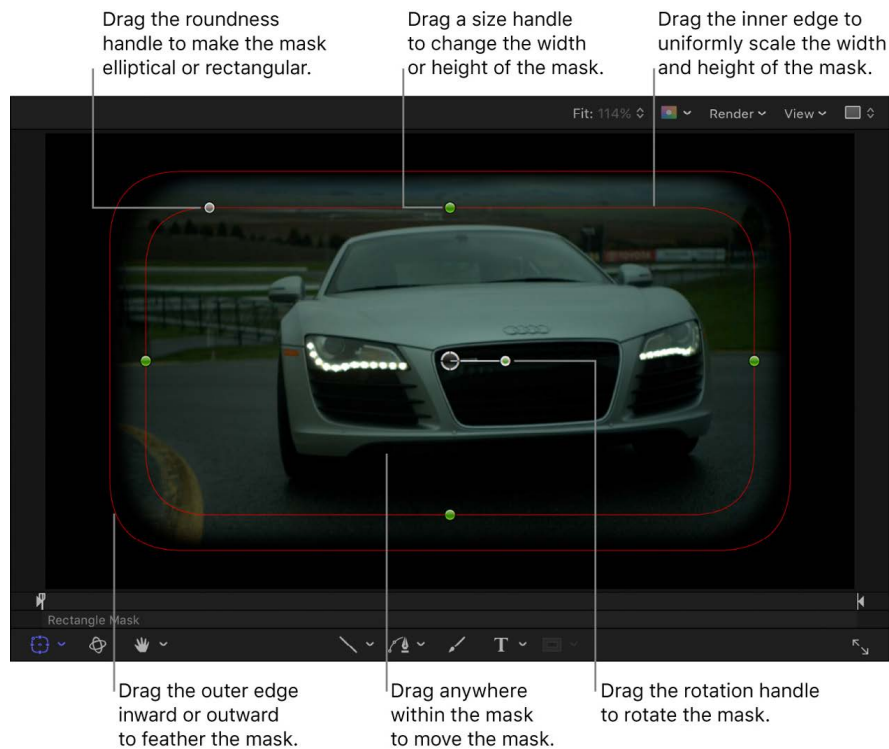 Drag the roundness
handle to make the mask
elliptical or rectangular.
Drag a size handle
to change the width
or height of the mask.
Drag the inner edge to
uniformly scale the width
and height of the mask.
Fit: 114% Render View
Rectangle Mask
T
Drag the outer edge
inward or outward
to feather the mask.
Drag anywhere
within the mask
to move the mask.
Drag the rotation handle
to rotate the mask.